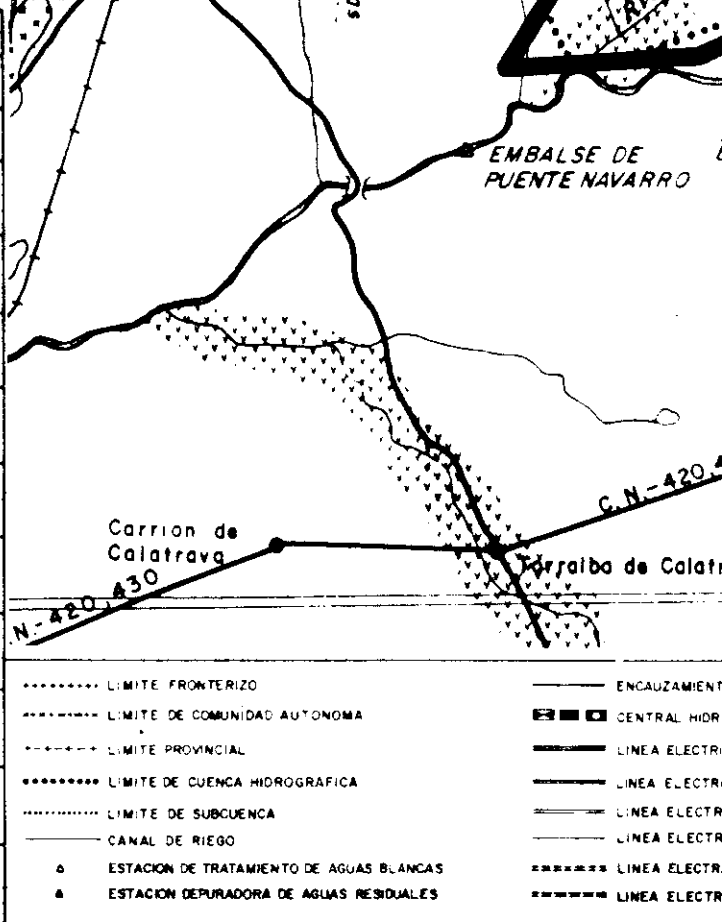 EMBALSE DE
PUENTE NAVARRO
C.N.-420,
Carrion de
Calatrava
Torralba de Calatr
N.-420,430
LIMITE FRONTERIZO
LIMITE DE COMUNIDAD AUTONOMA
LIMITE PROVINCIAL
LIMITE DE CUENCA HIDROGRAFICA
LIMITE DE SUBCUENCA
CANAL DE RIEGO
ESTACION DE TRATAMIENTO DE AGUAS BLANCAS
ESTACION DEPURADORA DE AGUAS RESIDUALES
ENCAUZAMIENT
CENTRAL HIDR
LINEA ELECTR
LINEA ELECTR
LINEA ELECTR
LINEA ELECTR
LINEA ELECTR
LINEA ELECTR